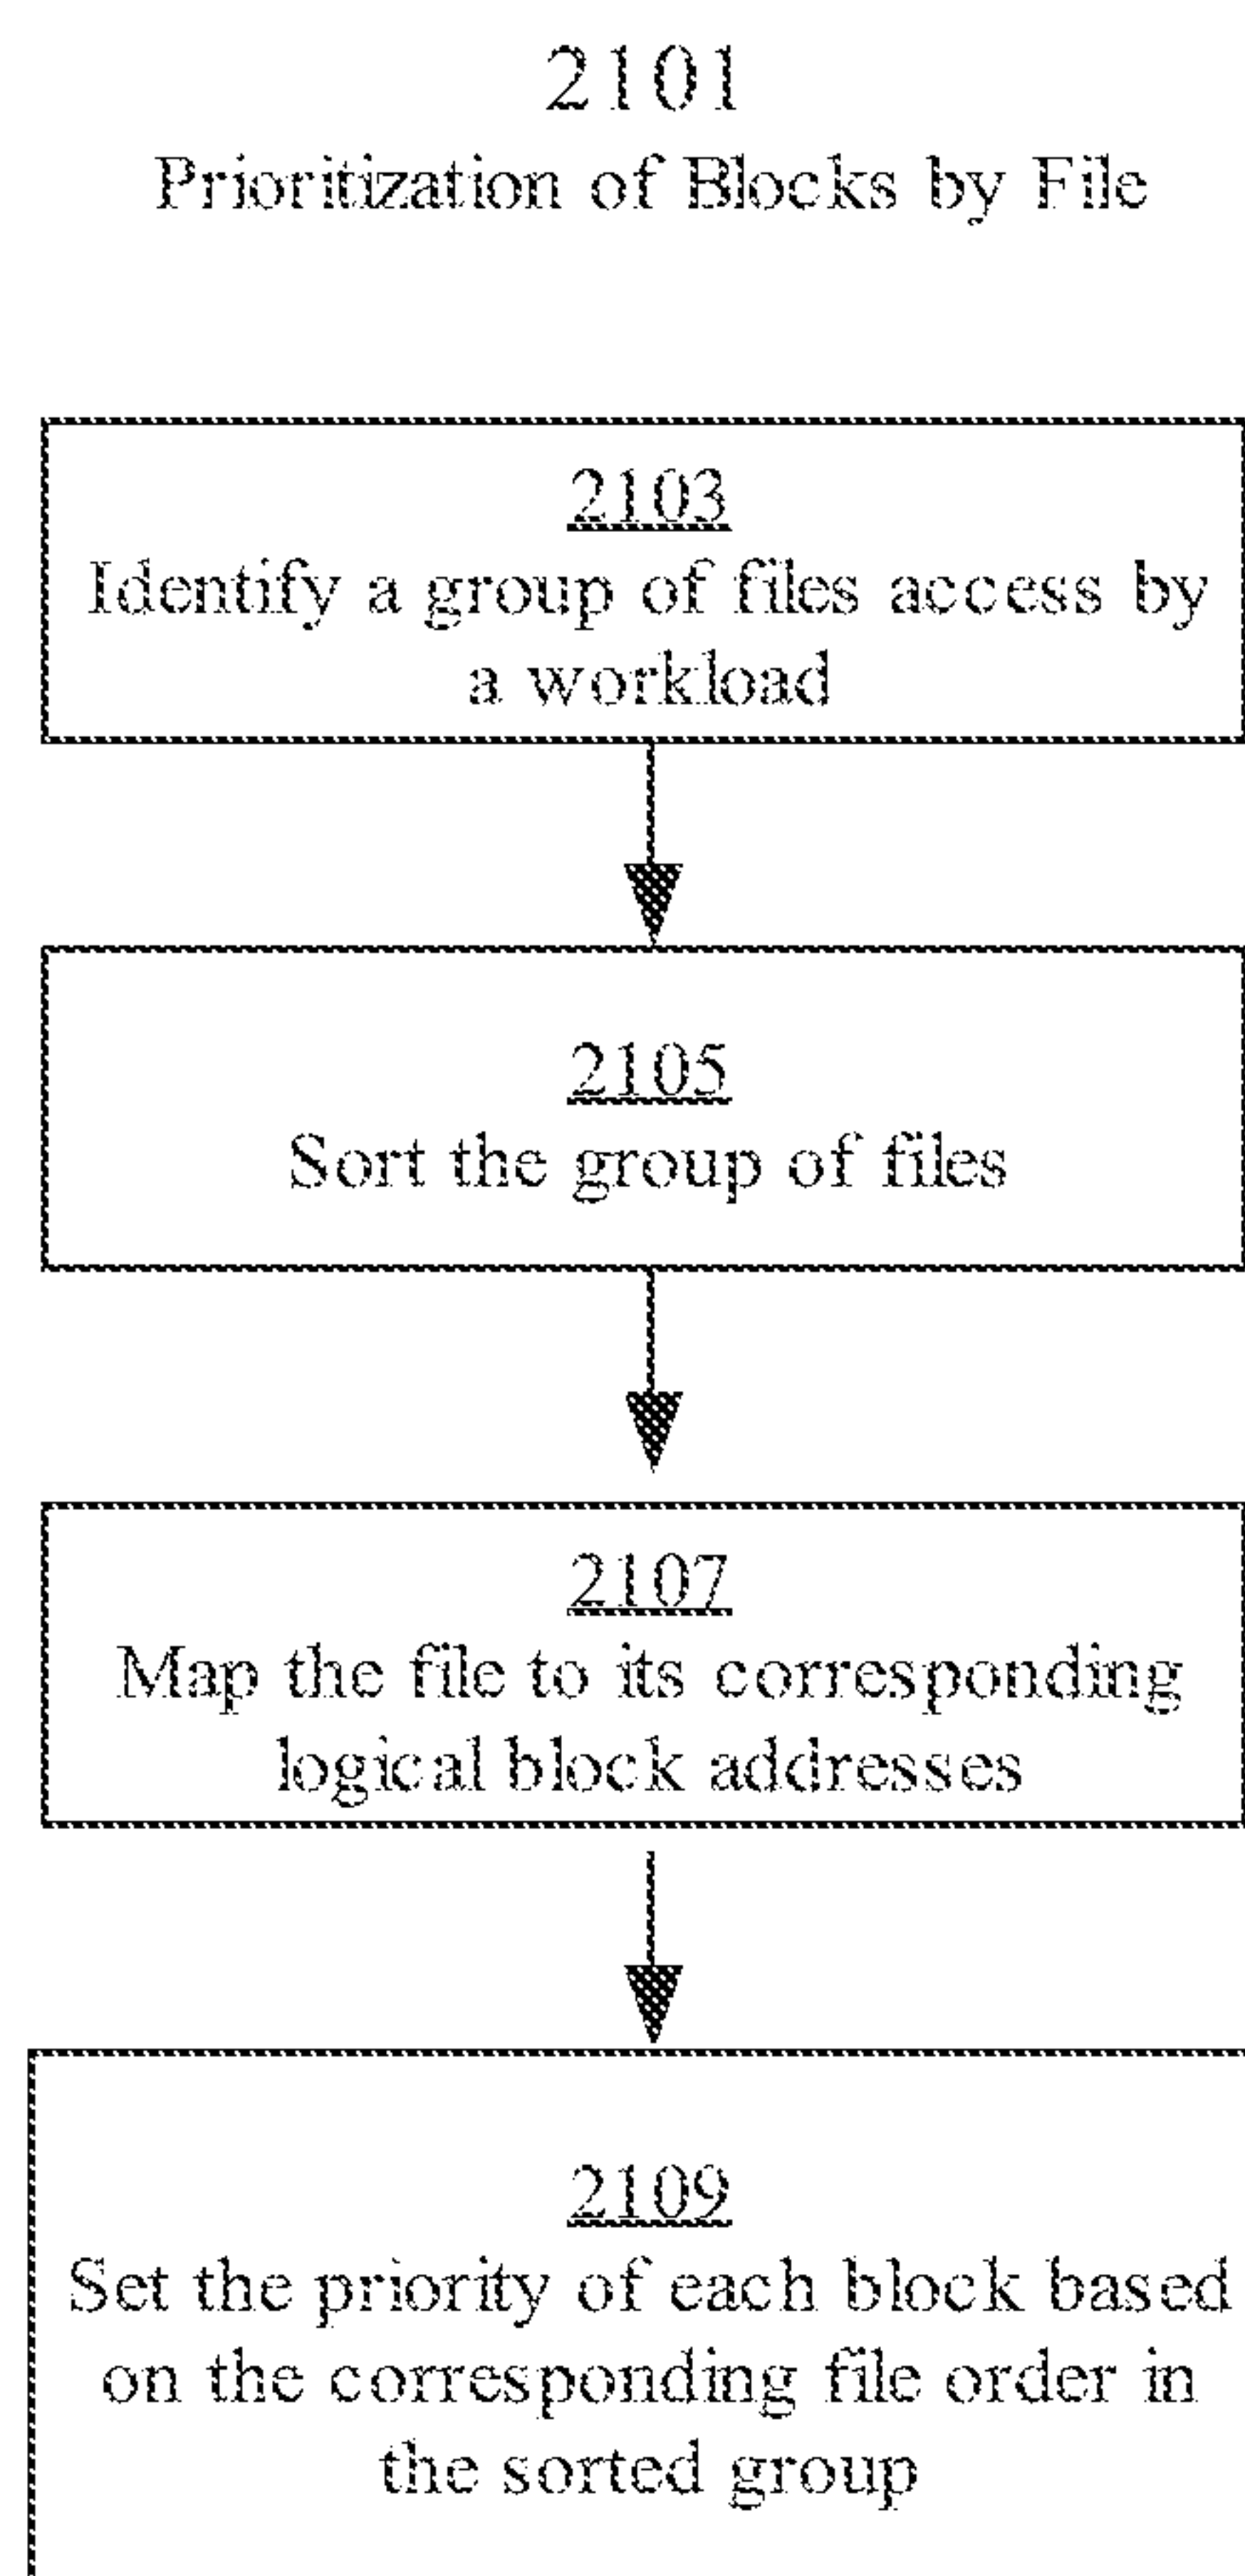 2101
Prioritization of Blocks by File
2103
Identify a group of files access by
a workload
2105
Sort the group of files
2107
Map the file to its corresponding
logical block addresses
2109
Set the priority of each block based
on the corresponding file order in
the sorted group